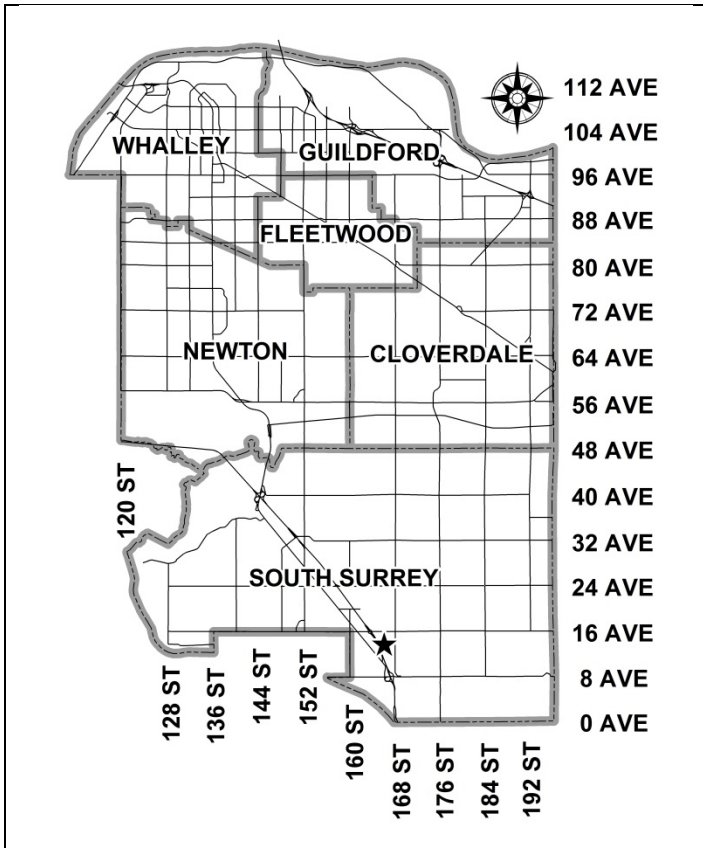 112 AVE
104 AVE
WHALLEY
GUILDFORD
96 AVE
88 AVE
FLEETWOOD
80 AVE
72 AVE
NEWTON
CLOVERDALE
64 AVE
56 AVE
48 AVE
120 ST
40 AVE
32 AVE
SOUTH SURREY
24 AVE
16 AVE
128 ST
136 ST
144 ST
152 ST
160 ST
8 AVE
0 AVE
168 ST
176 ST
184 ST
192 ST